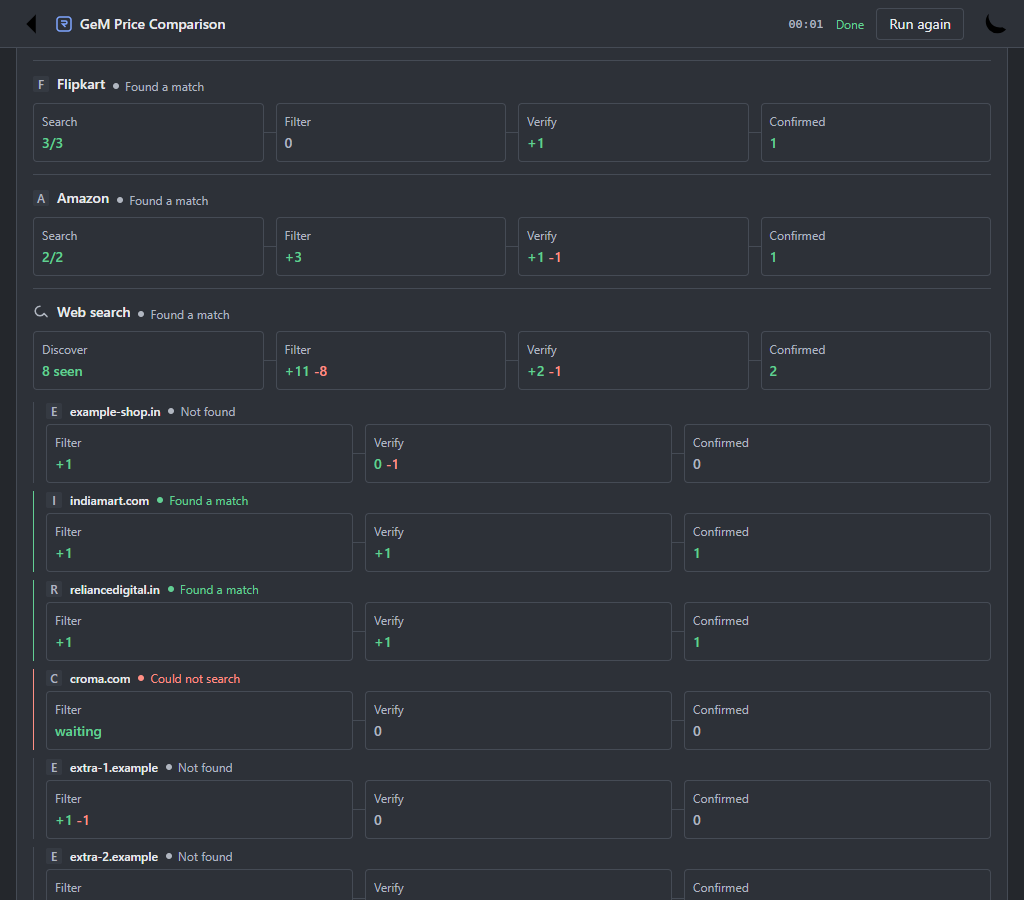 GeM Price Comparison
00:01 Done Run again
F Flipkart Found a match
Search Filter Verify Confirmed
3/3 0 +1 1
A Amazon Found a match
Search Filter Verify Confirmed
2/2 +3 +1 -1 1
Web search Found a match
Discover Filter Verify Confirmed
8 seen +11 -8 +2 -1 2
E example-shop.in Not found
Filter Verify Confirmed
+1 0 -1 0
I indiamart.com Found a match
Filter Verify Confirmed
+1 +1 1
R reliancedigital.in Found a match
Filter Verify Confirmed
+1 +1 1
C croma.com Could not search
Filter Verify Confirmed
waiting 0 0
E extra-1.example Not found
Filter Verify Confirmed
+1 -1 0 0
E extra-2.example Not found
Filter Verify Confirmed